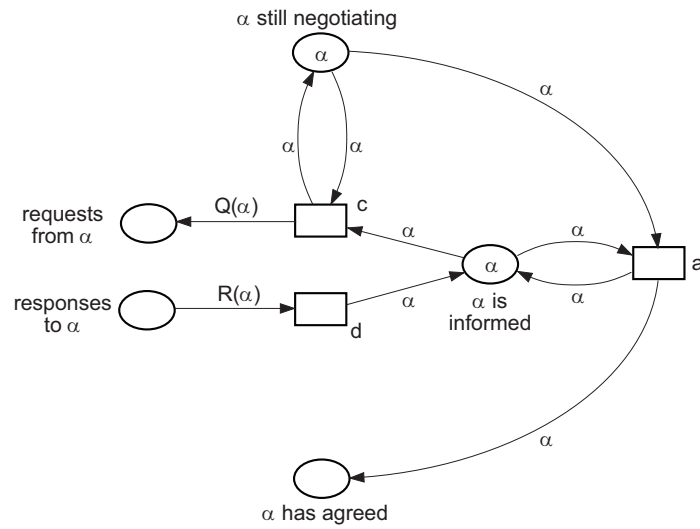 α still negotiating
α
α
α
α
Q(α)
c
requests
from α
α
α
α
a
R(α)
α
α
responses
to α
d
α is
informed
α
α has agreed